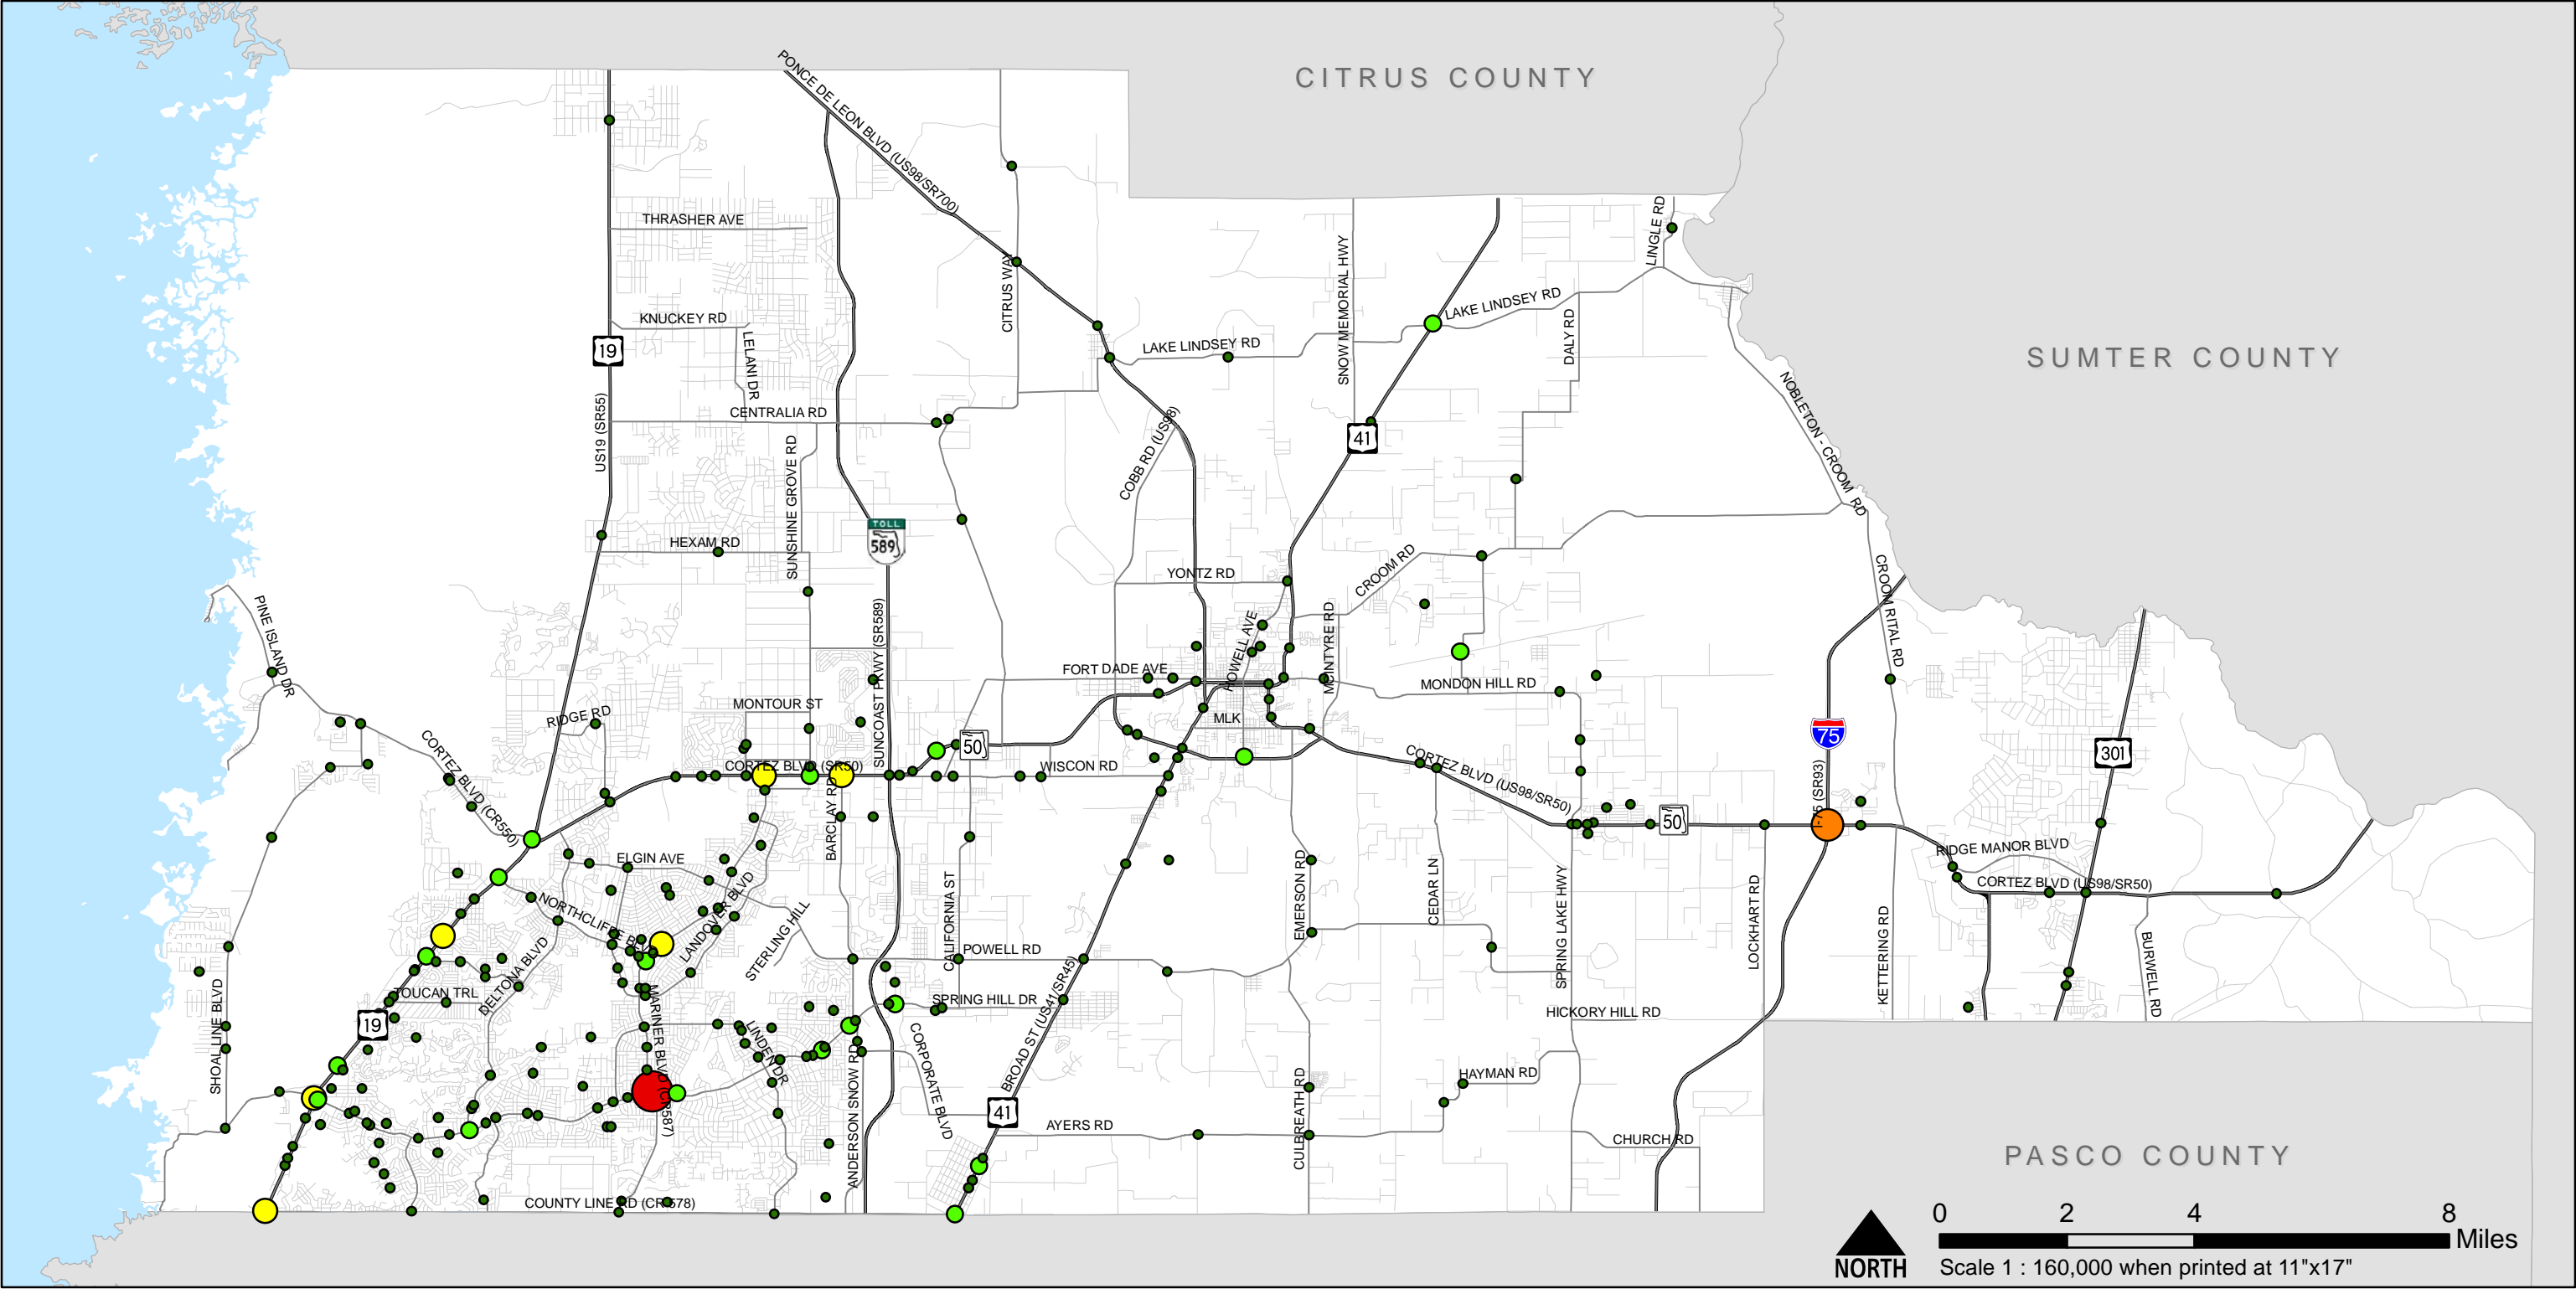 CITRUS COUNTY
PONCE DE LEON BLVD (US98/SR700)
THRASHER AVE
LINGLE RD
SNOW MEMORIAL HWY
CITRUS WAY
LAKE LINDSEY RD
KNUCKEY RD
LAKE LINDSEY RD
DALY RD
19
LELANI DR
SUMTER COUNTY
NOBLETON - CROOM RD
CENTRALIA RD
US19 (SR55)
COBB RD (US98)
41
SUNSHINE GROVE RD
TOLL
589
HEXAM RD
YONTZ RD
CROOM RD
CROOM RITAL RD
PINE ISLAND DR
SUNCOAST PKWY (SR589)
HOWELL AVE
MCINTYRE RD
FORT DADE AVE
MONDON HILL RD
MONTOUR ST
RIDGE RD
MLK
75
50
301
CORTEZ BLVD (CR550)
CORTEZ BLVD (SR50)
WISCON RD
CORTEZ BLVD (US98/SR50)
I-75 (SR93)
50
BARCLAY RD
ELGIN AVE
RIDGE MANOR BLVD
CORTEZ BLVD (US98/SR50)
NORTHCLIFFE BLVD
LANDOVER BLVD
STERLING HILL
CALIFORNIA ST
EMERSON RD
CEDAR LN
SPRING LAKE HWY
LOCKHART RD
KETTERING RD
BURWELL RD
POWELL RD
DELTONA BLVD
TOUCAN TRL
SPRING HILL DR
HICKORY HILL RD
SHOAL LINE BLVD
19
MARINER BLVD (CR587)
LINDEN DR
ANDERSON SNOW RD
CORPORATE BLVD
BROAD ST (US41/SR45)
HAYMAN RD
CULBREATH RD
41
AYERS RD
CHURCH RD
PASCO COUNTY
COUNTY LINE RD (CR578)
0 2 4 8
Miles
NORTH
Scale 1 : 160,000 when printed at 11"x17"